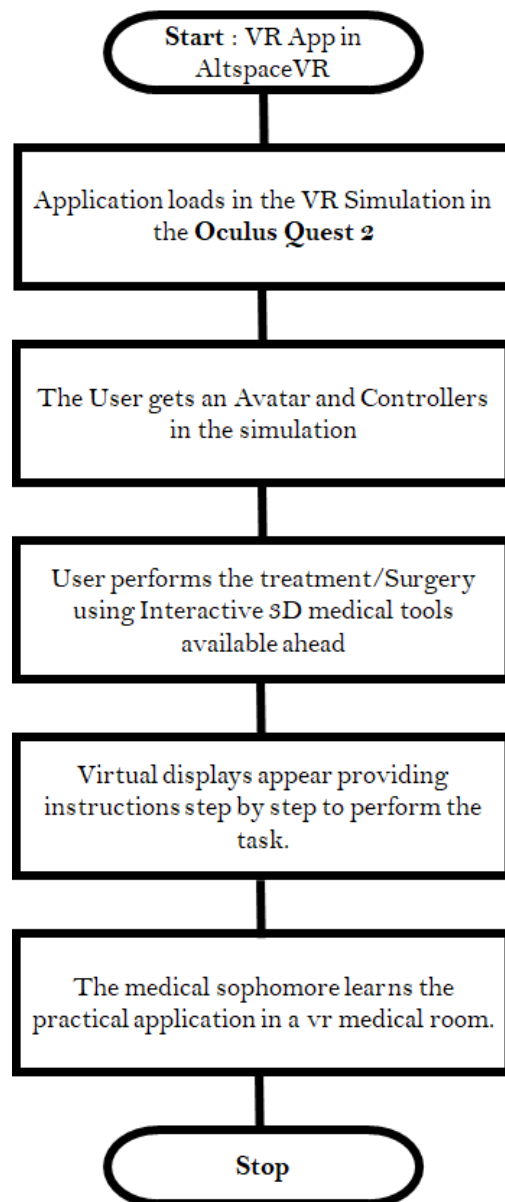 Start : VR App in
AltspaceVR
Application loads in the VR Simulation in
the Oculus Quest 2
The User gets an Avatar and Controllers
in the simulation
User performs the treatment/Surgery
using Interactive 3D medical tools
available ahead
Virtual displays appear providing
instructions step by step to perform the
task.
The medical sophomore learns the
practical application in a vr medical room.
Stop